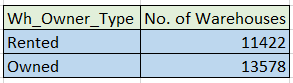 Wh_Owner_Type No. of Warehouses
Rented 11422
Owned 13578